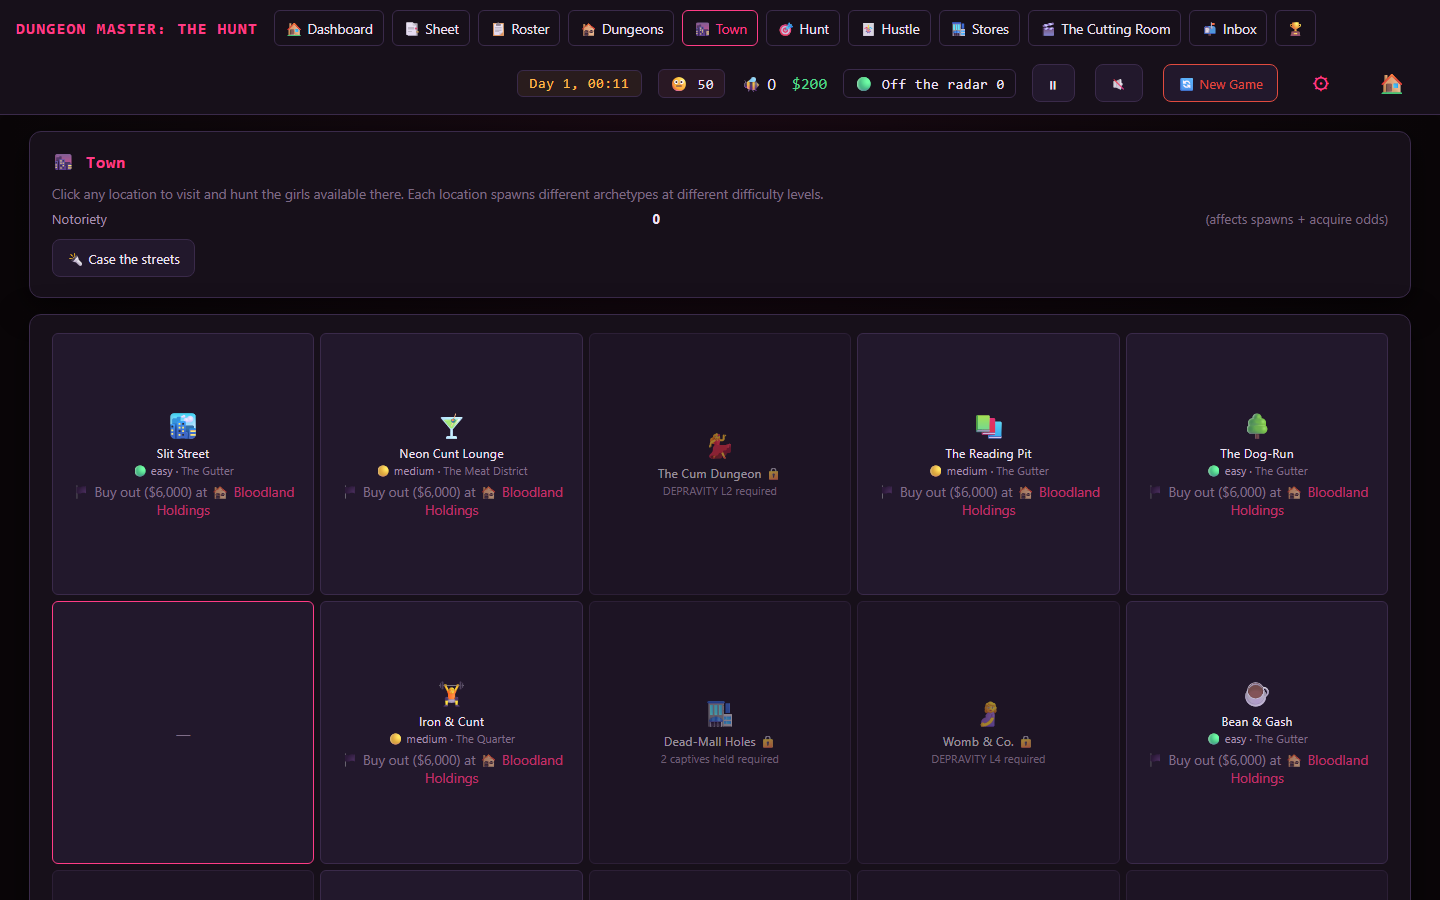 DUNGEON MASTER: THE HUNT
Dashboard
Sheet
Roster
Dungeons
Town
Hunt
Hustle
Stores
The Cutting Room
Inbox
Day 1, 00:11
50
0
$200
Off the radar 0
New Game
Town
Click any location to visit and hunt the girls available there. Each location spawns different archetypes at different difficulty levels.
Notoriety
0
(affects spawns + acquire odds)
Case the streets
Slit Street
easy · The Gutter
Buy out ($6,000) at Bloodland
Holdings
Neon Cunt Lounge
medium · The Meat District
Buy out ($6,000) at Bloodland
Holdings
The Cum Dungeon
DEPRAVITY L2 required
The Reading Pit
medium · The Gutter
Buy out ($6,000) at Bloodland
Holdings
The Dog-Run
easy · The Gutter
Buy out ($6,000) at Bloodland
Holdings
—
Iron & Cunt
medium · The Quarter
Buy out ($6,000) at Bloodland
Holdings
Dead-Mall Holes
2 captives held required
Womb & Co.
DEPRAVITY L4 required
Bean & Gash
easy · The Gutter
Buy out ($6,000) at Bloodland
Holdings